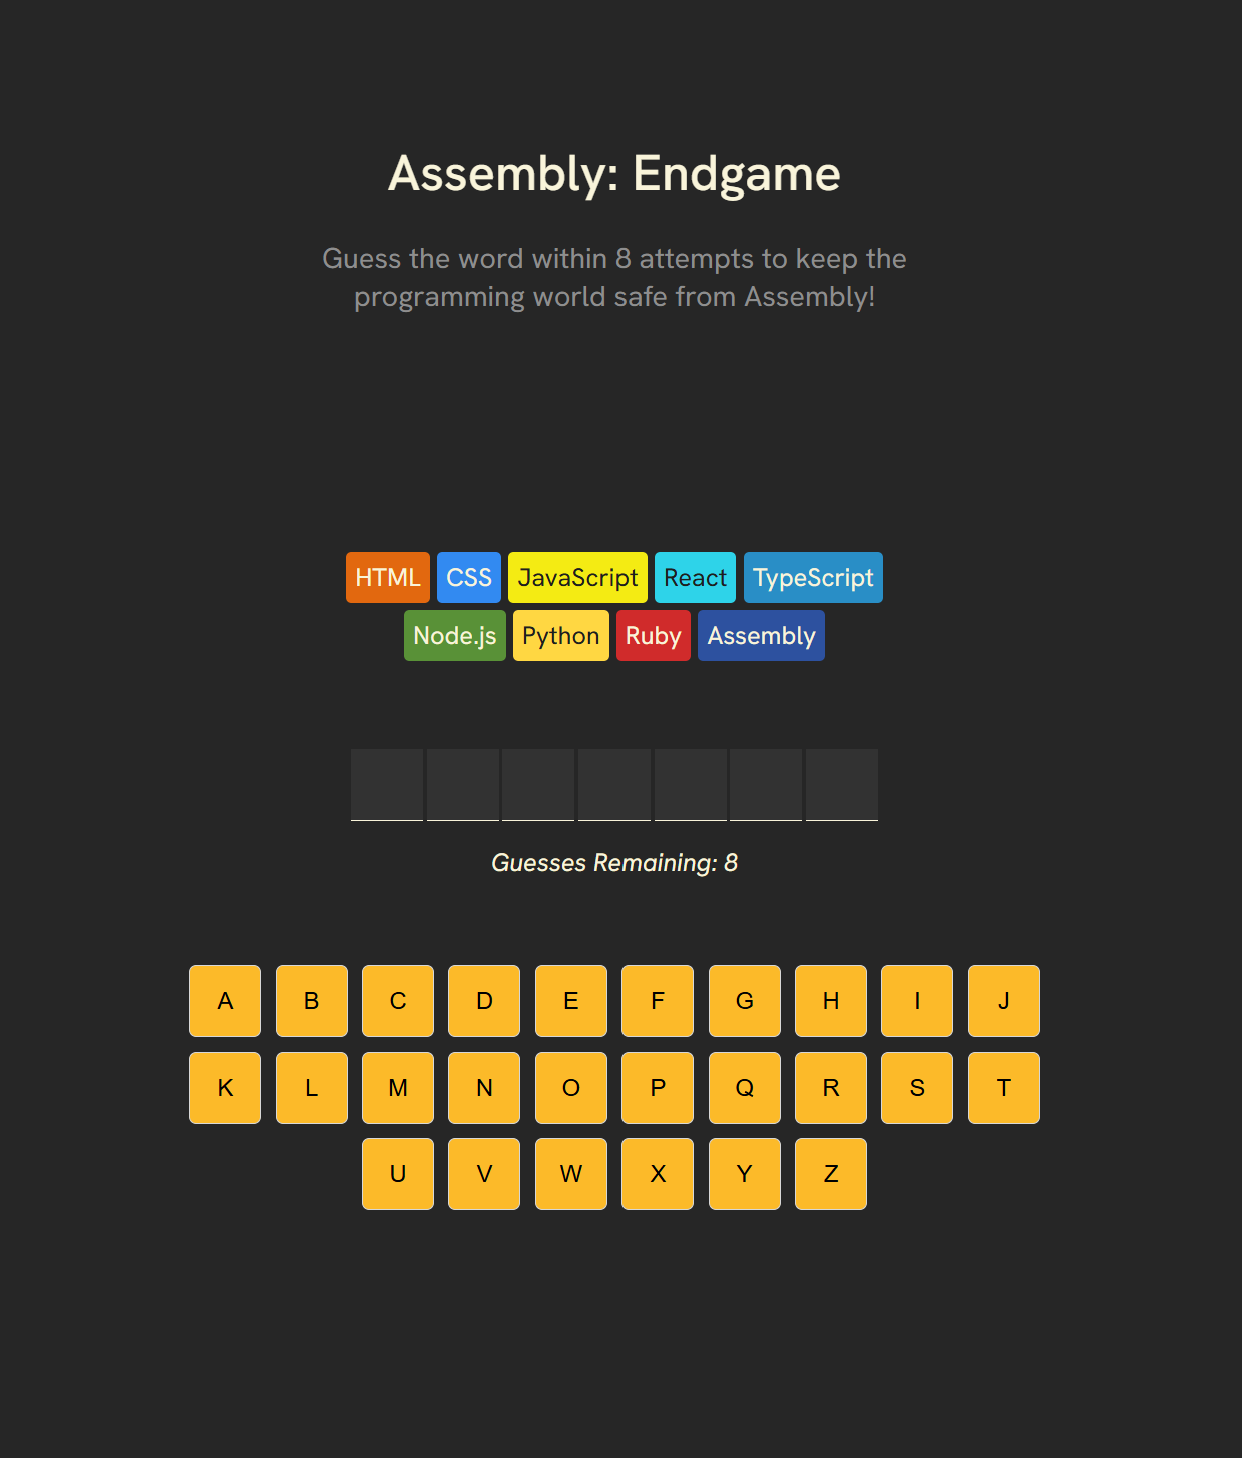 Assembly: Endgame
Guess the word within 8 attempts to keep the
programming world safe from Assembly!
HTML CSS JavaScript React TypeScript
Node.js Python Ruby Assembly
Guesses Remaining: 8
A B C D E F G H I J
K L M N O P Q R S T
U V W X Y Z